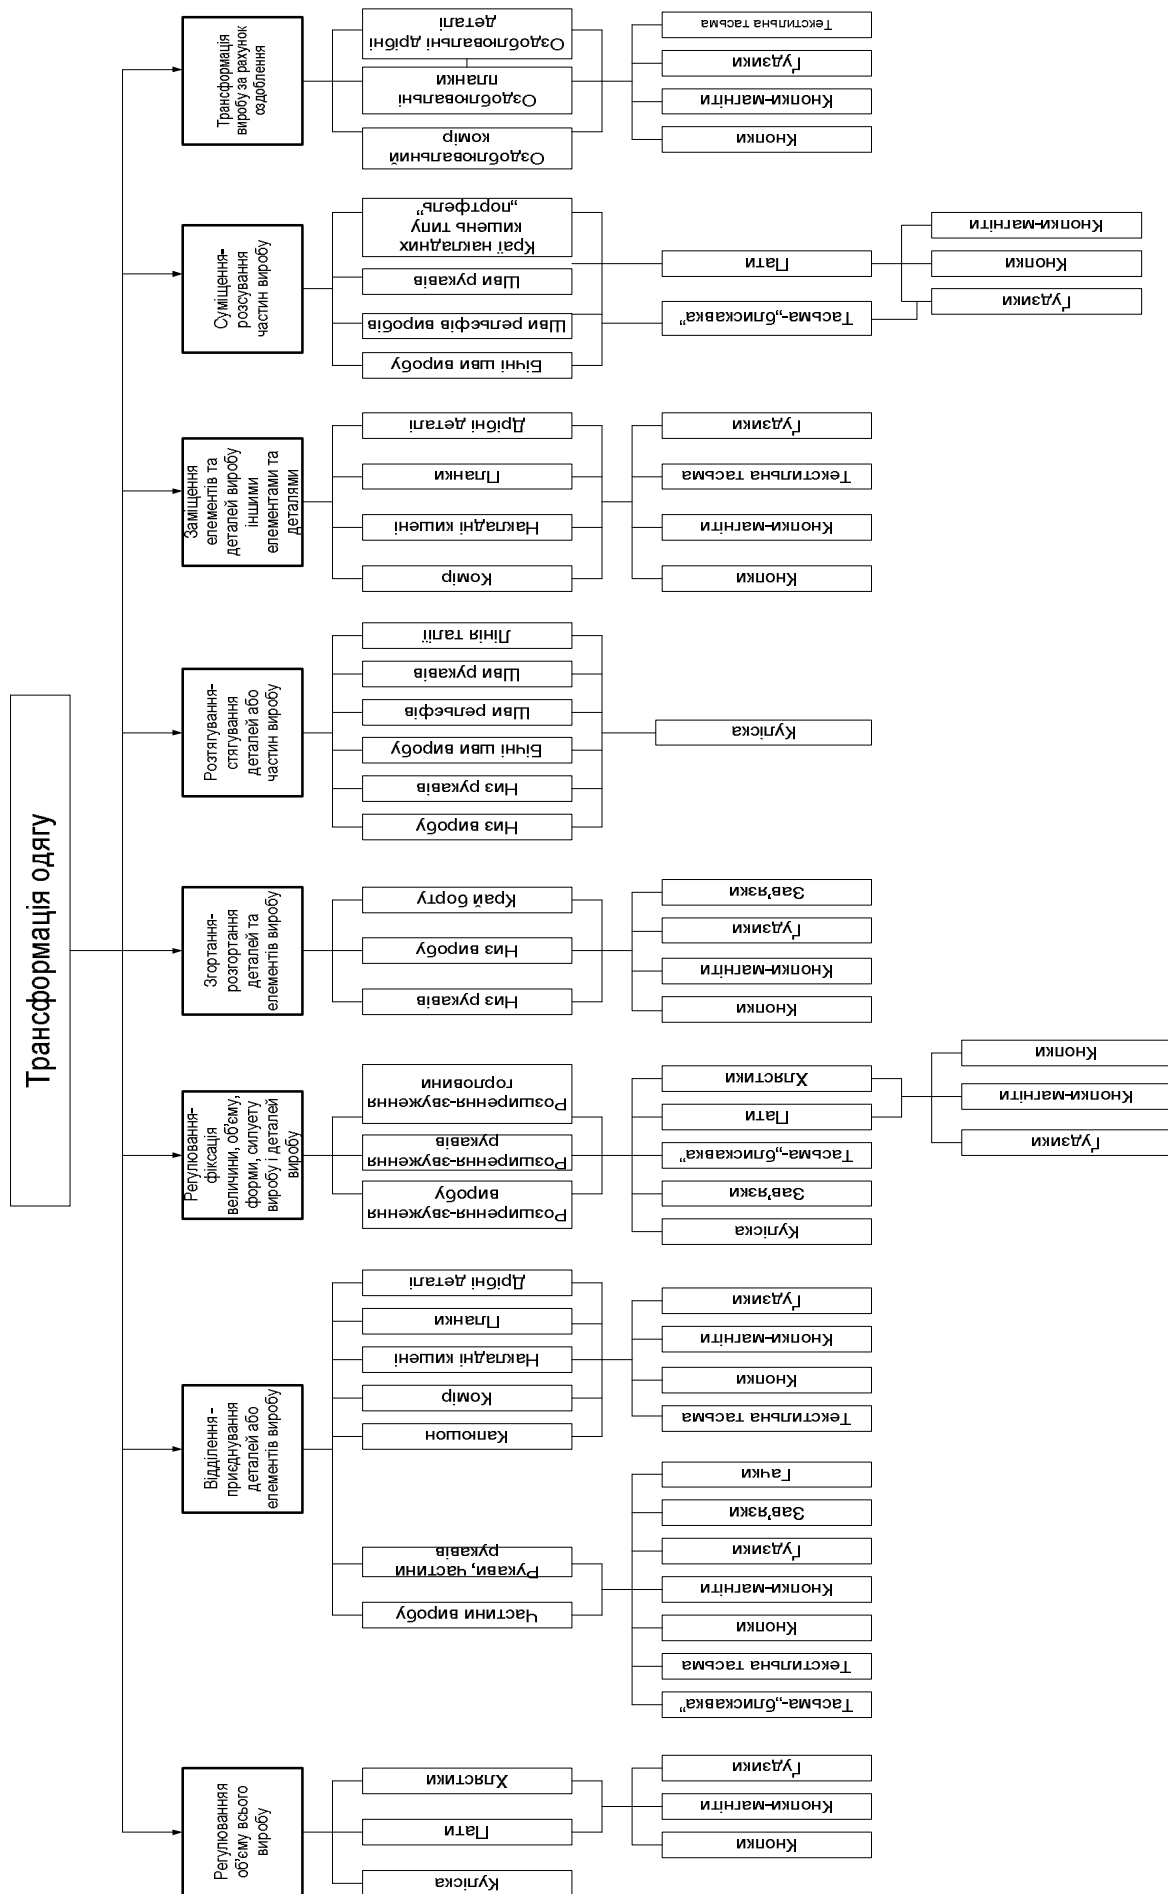 Трансформація одягу
Трансформація
виробу за рахунок
оздоблення
Оздоблювальні дрібні
деталі
Оздоблювальні
планки
Оздоблювальний
комір
Текстильна тасьма
Ґудзики
Кнопки-магніти
Кнопки
Суміщення-
розсування
частин виробу
Краї накладних
кишень типу
„портфель”
Шви рукавів
Шви рельєфів виробів
Бічні шви виробу
Пати
Тасьма-„блискавка”
Кнопки-магніти
Кнопки
Ґудзики
Заміщення
елементів та
деталей виробу
іншими
елементами та
деталями
Дрібні деталі
Планки
Накладні кишені
Комір
Ґудзики
Текстильна тасьма
Кнопки-магніти
Кнопки
Розтягування-
стягування
деталей або
частин виробу
Лінія талії
Шви рукавів
Шви рельєфів
Бічні шви виробу
Низ рукавів
Низ виробу
Куліска
Згортання-
розгортання
деталей та
елементів виробу
Край борту
Низ виробу
Низ рукавів
Зав’язки
Ґудзики
Кнопки-магніти
Кнопки
Регулювання-
фіксація
величини, об’єму,
форми, силуету
виробу і деталей
виробу
Розширення-звуження
горловини
Розширення-звуження
рукавів
Розширення-звуження
виробу
Хлястики
Пати
Тасьма-„блискавка”
Зав’язки
Куліска
Кнопки
Кнопки-магніти
Ґудзики
Відділення -
приєднування
деталей або
елементів виробу
Дрібні деталі
Планки
Накладні кишені
Комір
Капюшон
Ґудзики
Кнопки-магніти
Кнопки
Текстильна тасьма
Рукави, частини
рукавів
Частини виробу
Гачки
Зав’язки
Ґудзики
Кнопки-магніти
Кнопки
Текстильна тасьма
Тасьма-„блискавка”
Регулюванняя
об’єму всього
виробу
Хлястики
Пати
Куліска
Ґудзики
Кнопки-магніти
Кнопки